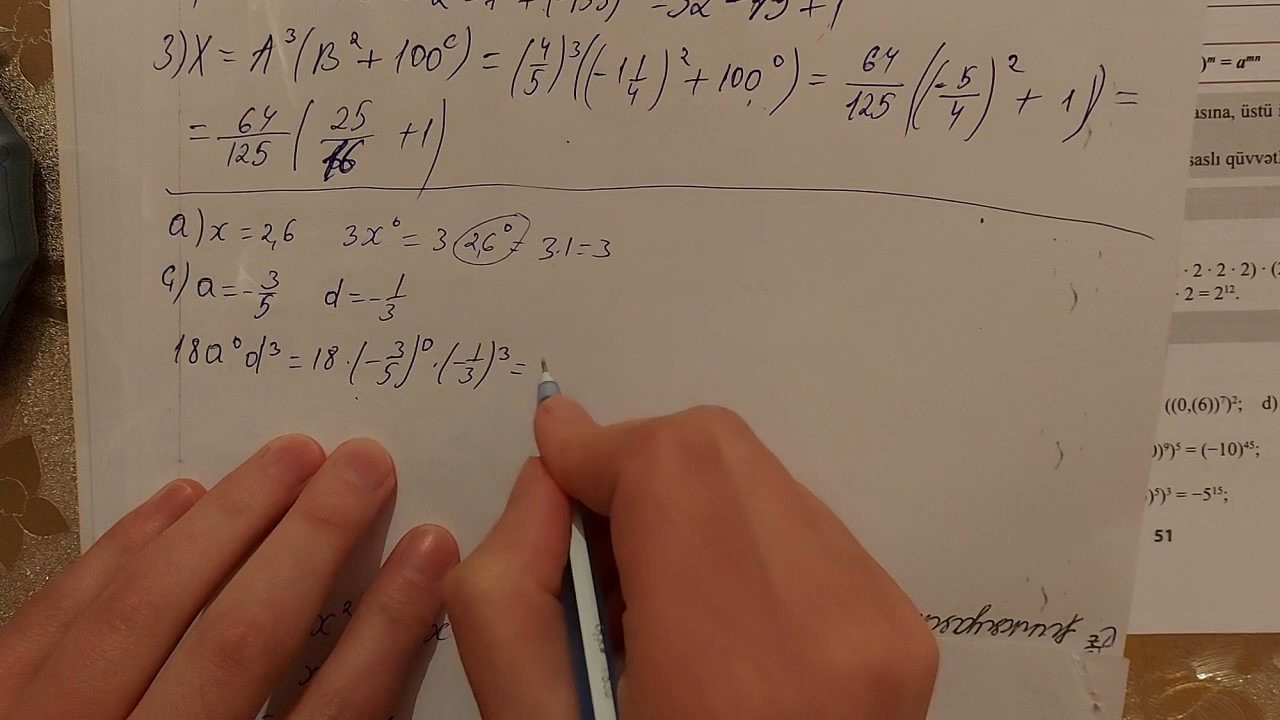 3) X = A³(B² + 100ᶜ) = (4/5)³((-1 1/4)² + 100⁰) = 64/125 ((-5/4)² + 1) =
= 64/125 (25/16 + 1)
a) x = 2,6 3x⁰ = 3 2,6⁰ = 3·1 = 3
ç) a = -3/5 d = -1/3
18a⁰d³ = 18·(-3/5)⁰·(-1/3)³ =
)ᵐ = aᵐⁿ
asına, üstü
saslı qüvvət
· 2 · 2 · 2) · (
· 2 = 2¹².
((0,(6))⁷)²; d)
)⁹)⁵ = (−10)⁴⁵;
)⁵)³ = −5¹⁵;
51
x²
x